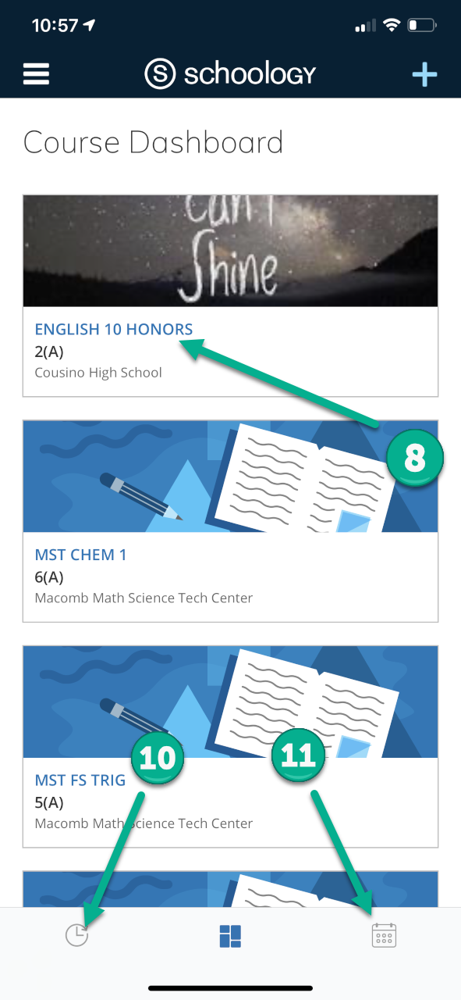 10:57
schoology
Course Dashboard
Can't
Shine
ENGLISH 10 HONORS
2(A)
Cousino High School
8
MST CHEM 1
6(A)
Macomb Math Science Tech Center
10
11
MST FS TRIG
5(A)
Macomb Math Science Tech Center